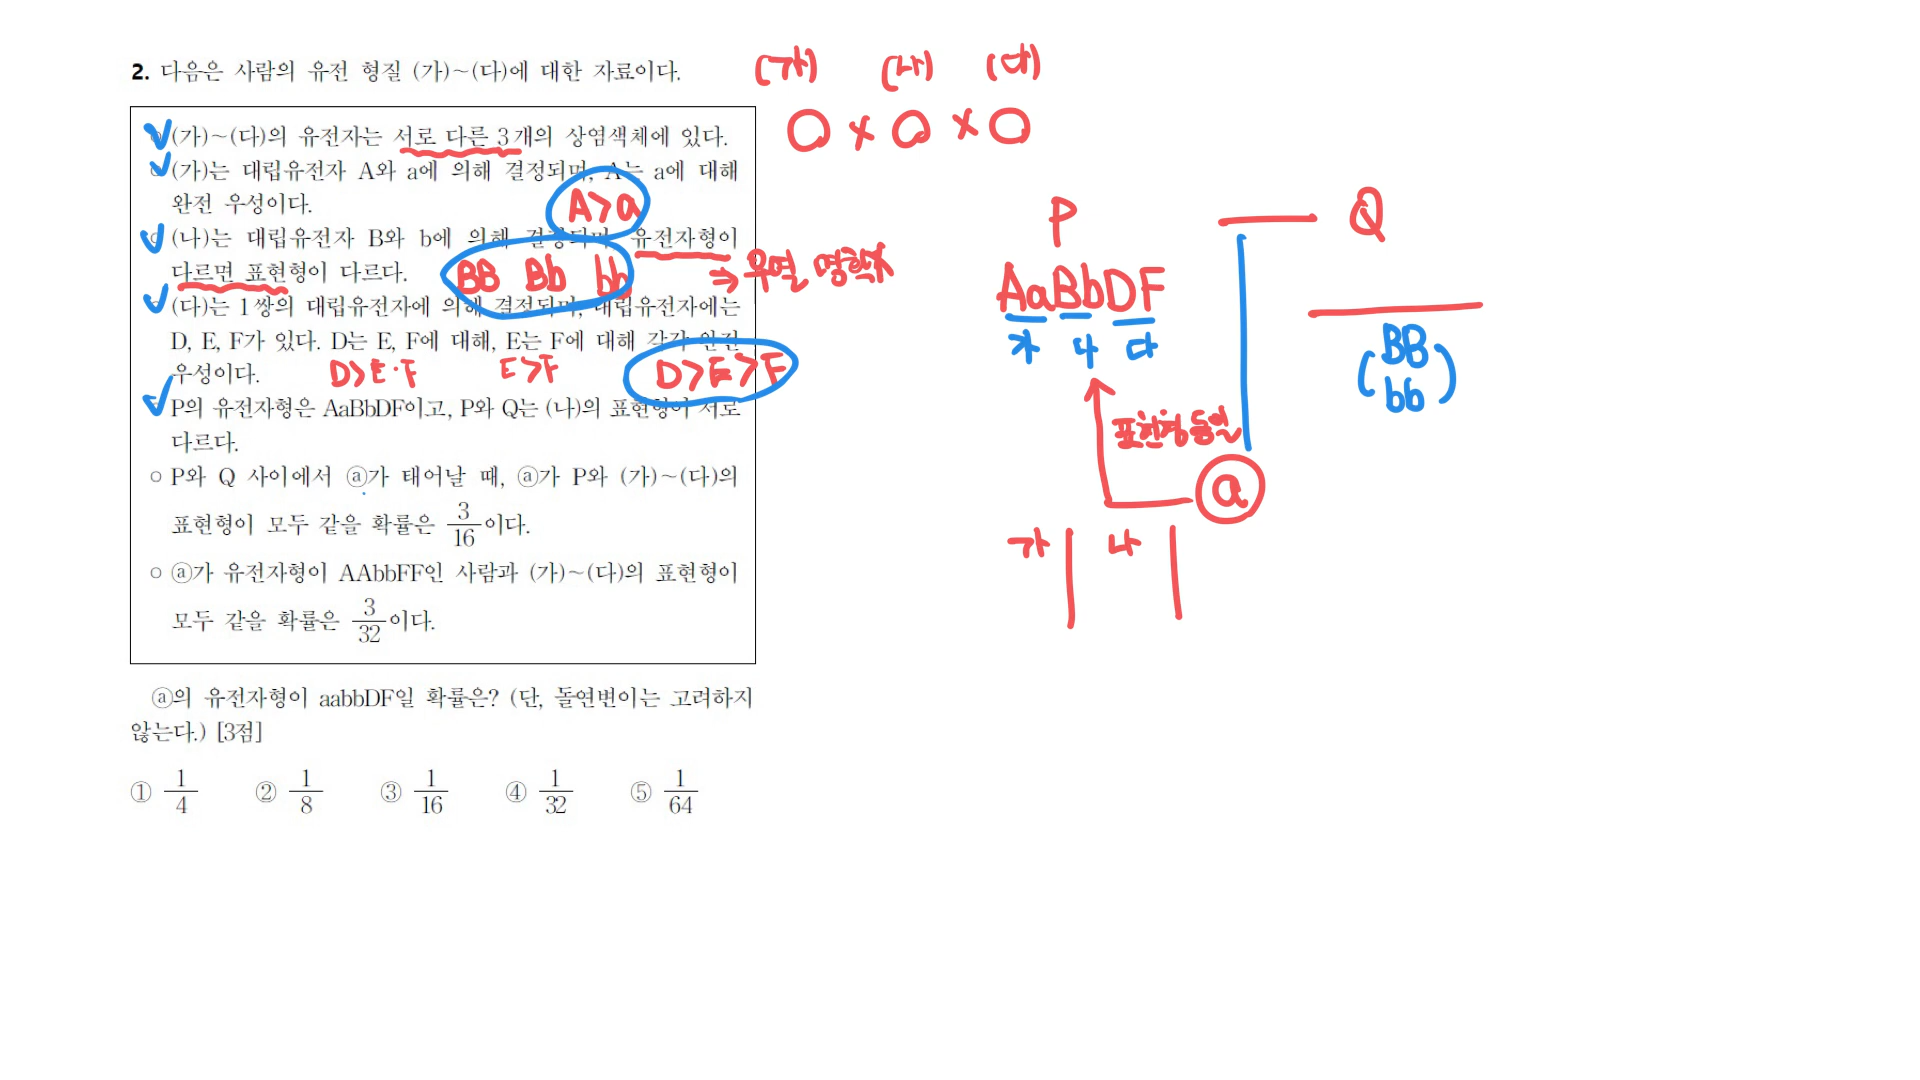 2. 다음은 사람의 유전 형질 (가)~(다)에 대한 자료이다.
(가) (나) (다)
○ × ○ × ○
(가)~(다)의 유전자는 서로 다른 3개의 상염색체에 있다.
(가)는 대립유전자 A와 a에 의해 결정되며, A는 a에 대해
완전 우성이다.
A>a
(나)는 대립유전자 B와 b에 의해 결정되며, 유전자형이
다르면 표현형이 다르다.
BB Bb bb
⇒ 우열 명확X
(다)는 1쌍의 대립유전자에 의해 결정되며, 대립유전자에는
D, E, F가 있다. D는 E, F에 대해, E는 F에 대해 각각 완전
우성이다.
D>E·F E>F D>E>F
P의 유전자형은 AaBbDF이고, P와 Q는 (나)의 표현형이 서로
다르다.
○ P와 Q 사이에서 ⓐ가 태어날 때, ⓐ가 P와 (가)~(다)의
표현형이 모두 같을 확률은 3/16이다.
○ ⓐ가 유전자형이 AAbbFF인 사람과 (가)~(다)의 표현형이
모두 같을 확률은 3/32이다.
ⓐ의 유전자형이 aabbDF일 확률은? (단, 돌연변이는 고려하지
않는다.) [3점]
① 1/4 ② 1/8 ③ 1/16 ④ 1/32 ⑤ 1/64
P Q
AaBbDF
가 나 다
(BB
bb)
표현형 동일
ⓐ
가 나